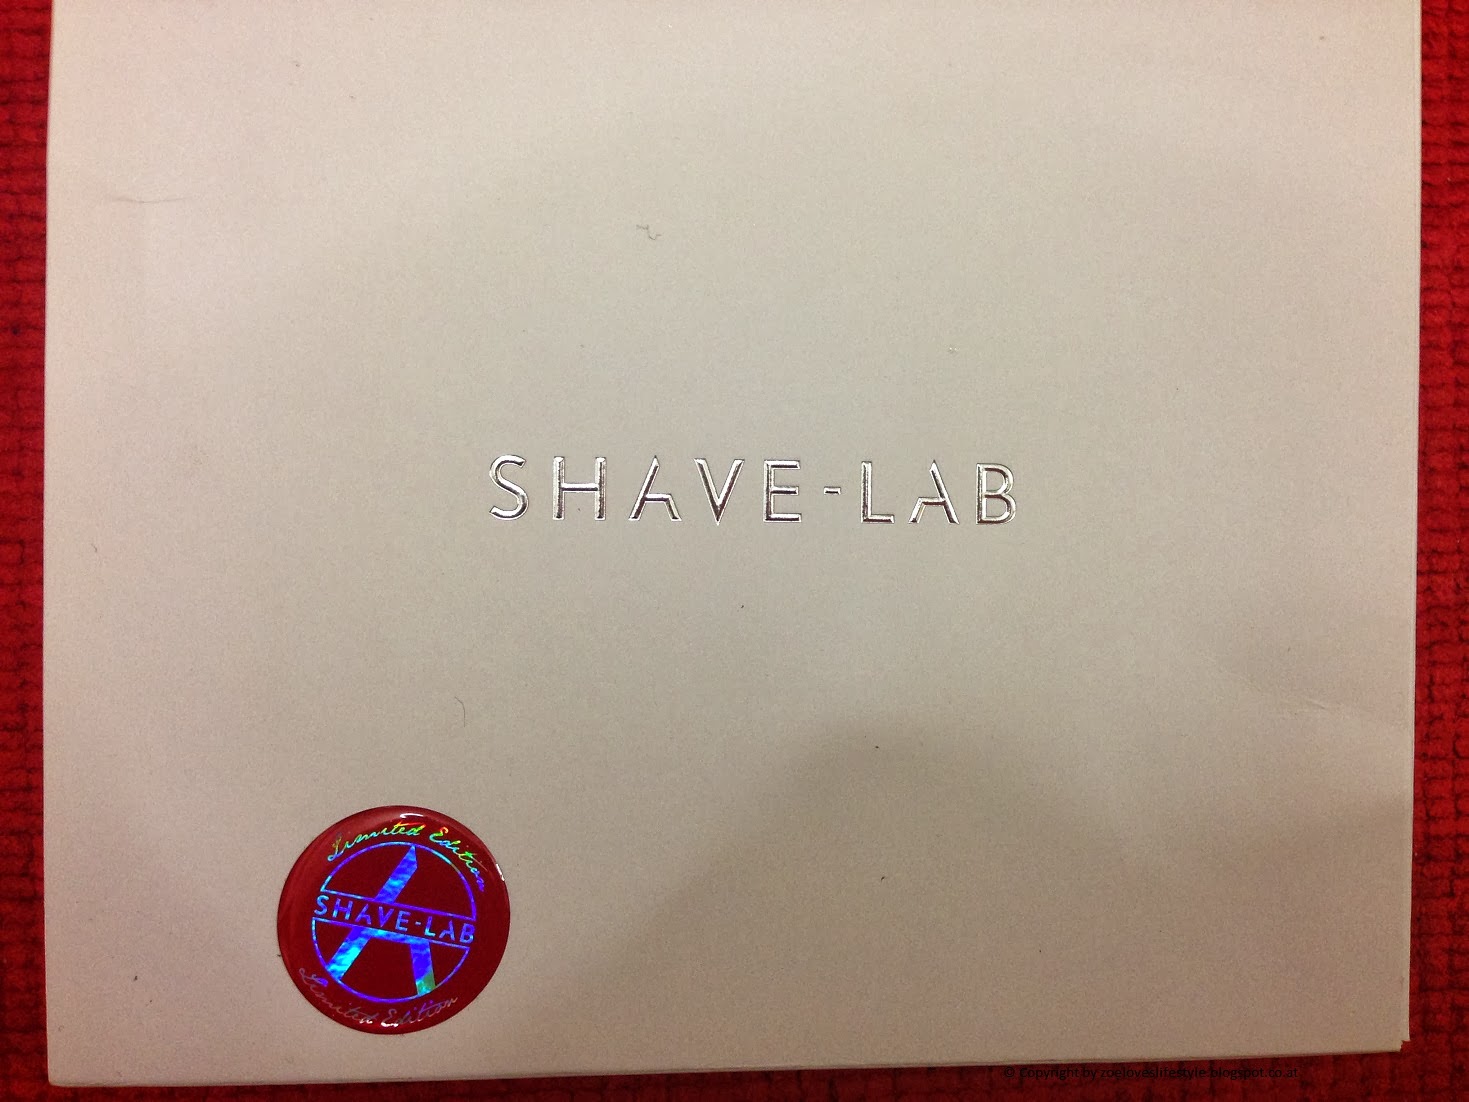 SHAVE-LAB
Limited Edition
SHAVE-LAB
Limited Edition
© Copyright by zoeloveslifestyle.blogspot.co.at